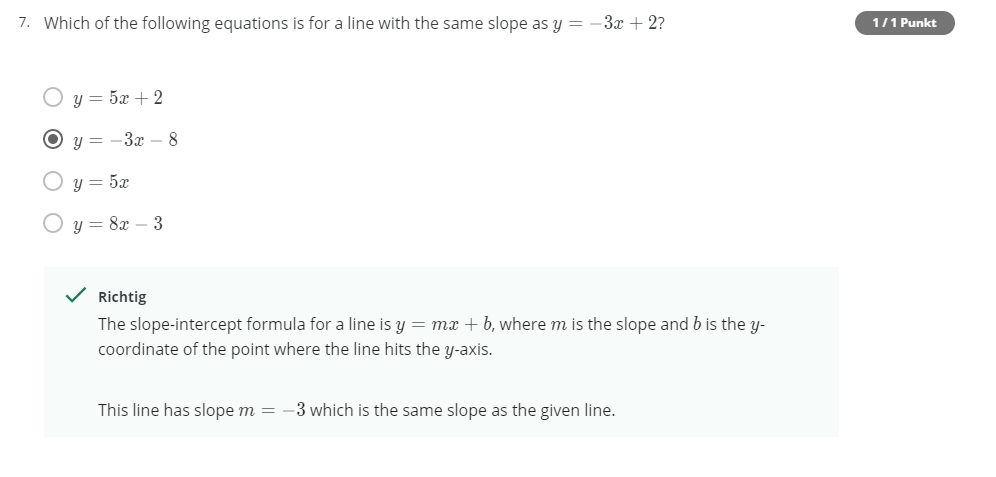 7. Which of the following equations is for a line with the same slope as y = −3x + 2?
1 / 1 Punkt
y = 5x + 2
y = −3x − 8
y = 5x
y = 8x − 3
Richtig
The slope-intercept formula for a line is y = mx + b, where m is the slope and b is the y-
coordinate of the point where the line hits the y-axis.
This line has slope m = −3 which is the same slope as the given line.